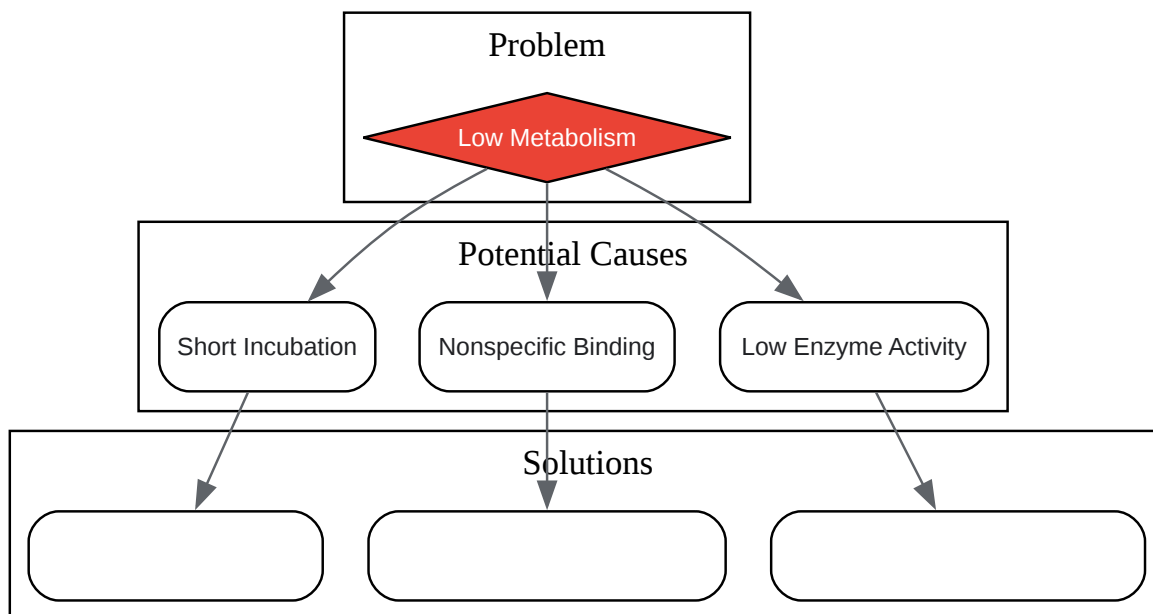 Problem
Low Metabolism
Potential Causes
Short Incubation
Nonspecific Binding
Low Enzyme Activity
Solutions